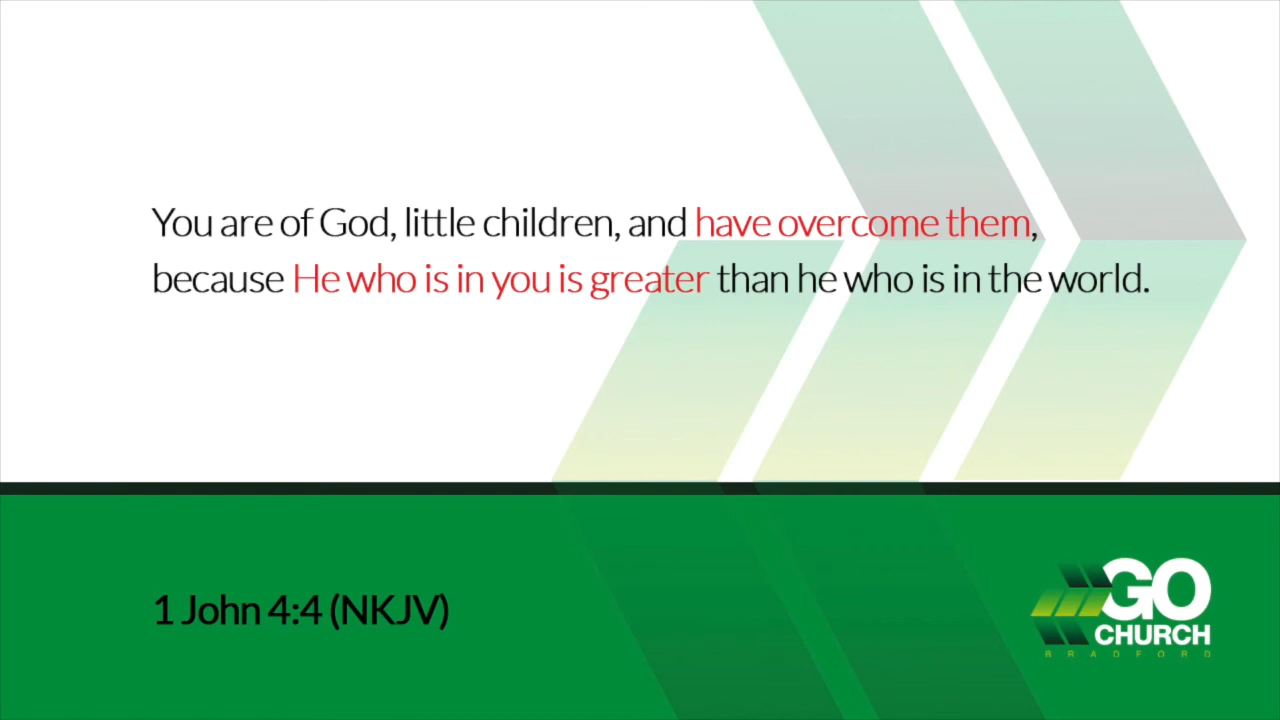 You are of God, little children, and have overcome them,
because He who is in you is greater than he who is in the world.
1 John 4:4 (NKJV)
GO
CHURCH
BRADFORD